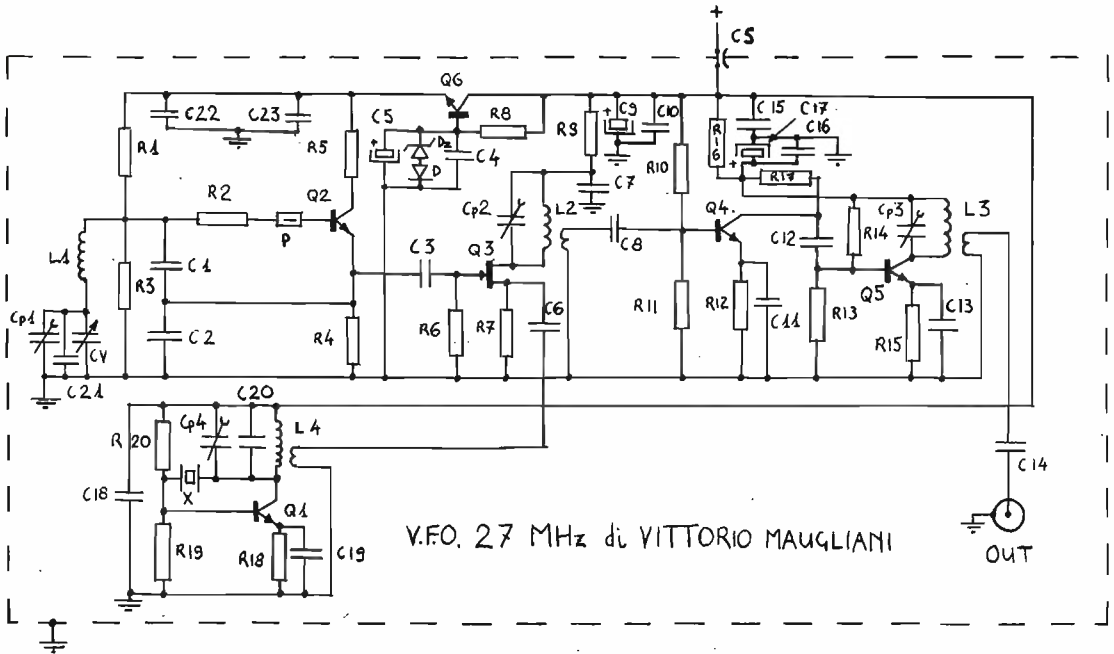 +
C5
Q6
C22
C23
C5
+
R8
R9
+
C9
C10
C15
C17
C16
R1
R5
Dz
D
C4
C7
R10
R16
+
R17
R2
P
Q2
Cp2
L2
Q4
C12
R14
Cp3
L3
L1
C1
R3
C3
Q3
C8
Q5
Cp1
CV
C21
C2
R4
R6
R7
C6
R11
R12
C11
R13
R15
C13
C20
R 20
Cp4
L4
C18
X
Q1
C14
R19
R18
C19
V.F.O. 27 MHz di VITTORIO MAUGLIANI
OUT